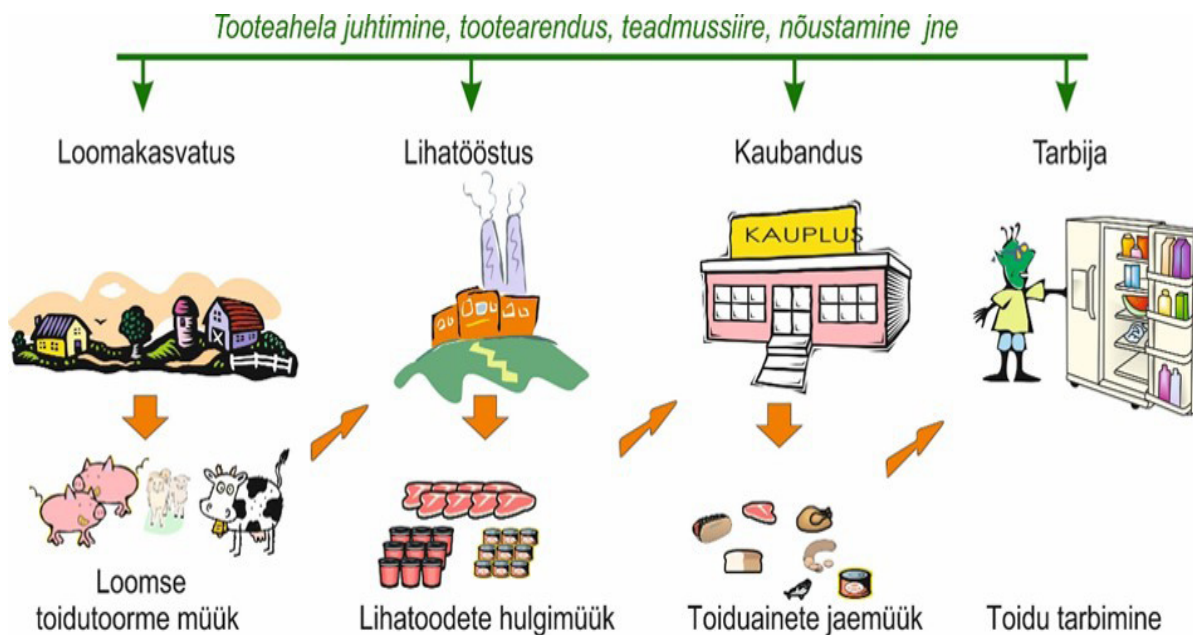 Tooteahela juhtimine, tootearendus, teadmussiire, nõustamine jne
Loomakasvatus
Lihatööstus
Kaubandus
Tarbija
KAUPLUS
Loomse
toidutoorme müük
Lihatoodete hulgimüük
Toiduainete jaemüük
Toidu tarbimine